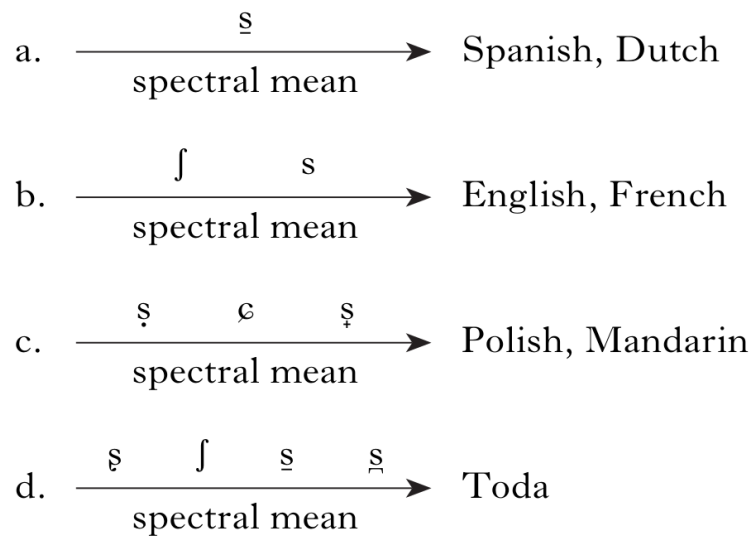 s̠
a. Spanish, Dutch
spectral mean
ʃ s
b. English, French
spectral mean
ṣ ɕ s̟
c. Polish, Mandarin
spectral mean
ʂ ʃ s̠ s̪
d. Toda
spectral mean